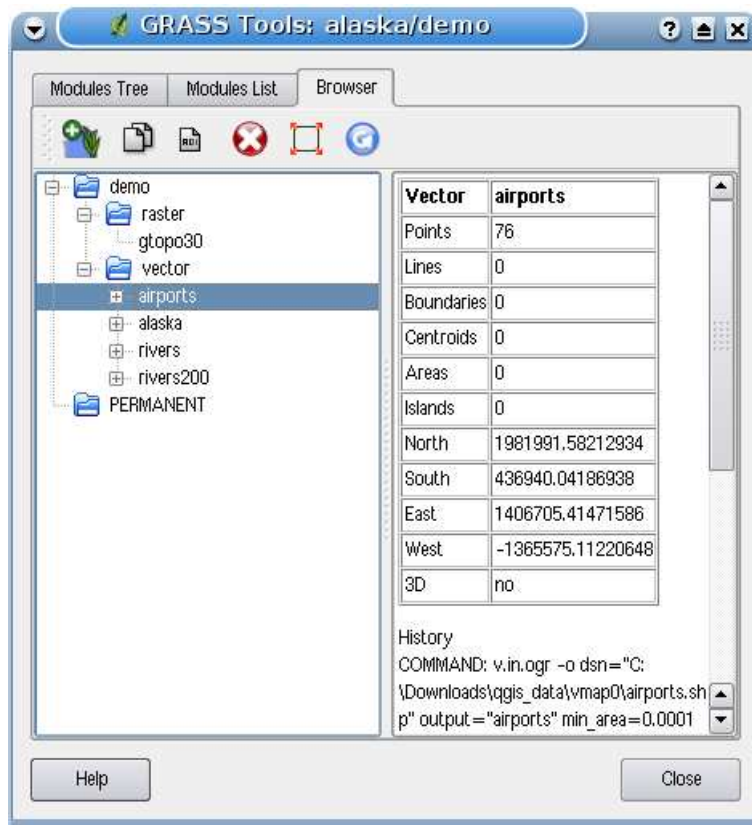 GRASS Tools: alaska/demo
Modules Tree
Modules List
Browser
demo
raster
gtopo30
vector
airports
alaska
rivers
rivers200
PERMANENT
Vector airports
Points 76
Lines 0
Boundaries 0
Centroids 0
Areas 0
Islands 0
North 1981991.58212934
South 436940.04186938
East 1406705.41471586
West -1365575.11220648
3D no
History
COMMAND: v.in.ogr -o dsn="C:
\Downloads\qgis_data\vmap0\airports.sh
p" output="airports" min_area=0.0001
Help
Close